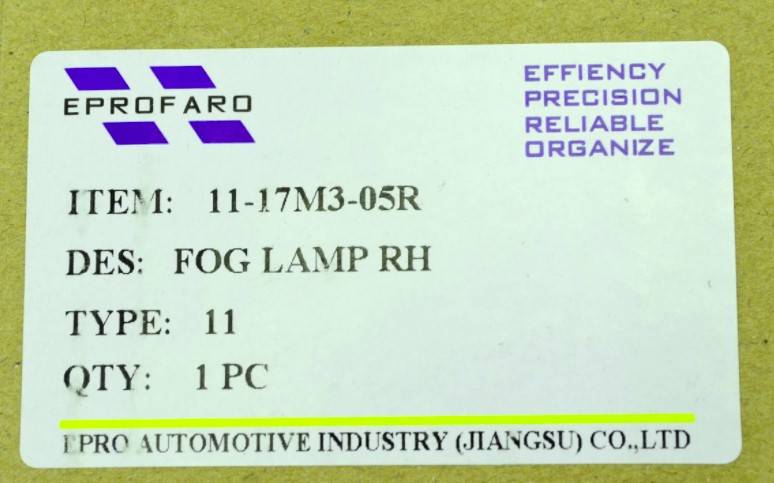 EPROFARO
EFFIENCY
PRECISION
RELIABLE
ORGANIZE
ITEM: 11-17M3-05R
DES: FOG LAMP RH
TYPE: 11
QTY: 1 PC
EPRO AUTOMOTIVE INDUSTRY (JIANGSU) CO.,LTD